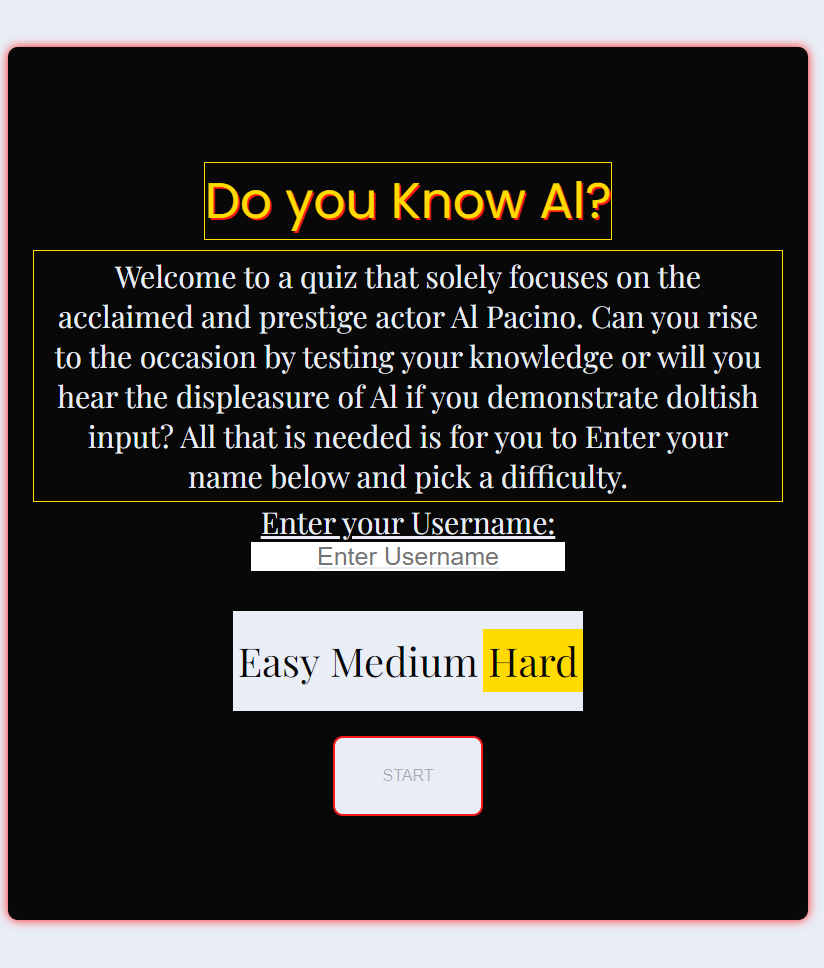 Do you Know Al?
Welcome to a quiz that solely focuses on the
acclaimed and prestige actor Al Pacino. Can you rise
to the occasion by testing your knowledge or will you
hear the displeasure of Al if you demonstrate doltish
input? All that is needed is for you to Enter your
name below and pick a difficulty.
Enter your Username:
Enter Username
Easy Medium Hard
START